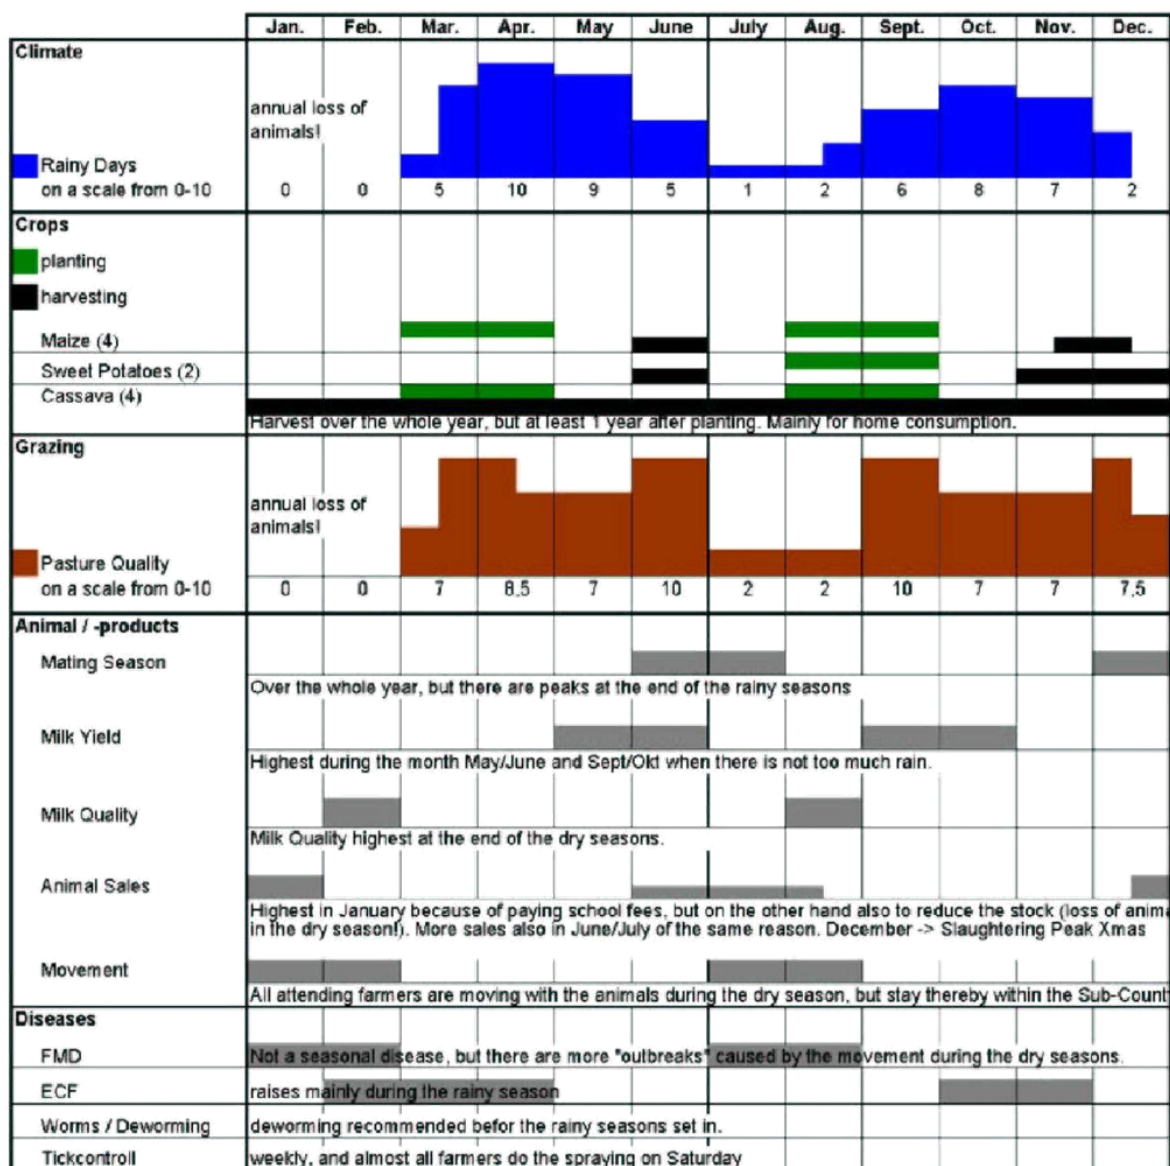 Jan. Feb. Mar. Apr. May June July Aug. Sept. Oct. Nov. Dec.
Climate
annual loss of
animals!
Rainy Days
on a scale from 0-10 0 0 5 10 9 5 1 2 6 8 7 2
Crops
planting
harvesting
Maize (4)
Sweet Potatoes (2)
Cassava (4)
Harvest over the whole year, but at least 1 year after planting. Mainly for home consumption.
Grazing
annual loss of
animals!
Pasture Quality
on a scale from 0-10 0 0 7 8,5 7 10 2 2 10 7 7 7,5
Animal / -products
Mating Season
Over the whole year, but there are peaks at the end of the rainy seasons
Milk Yield
Highest during the month May/June and Sept/Okt when there is not too much rain.
Milk Quality
Milk Quality highest at the end of the dry seasons.
Animal Sales
Highest in January because of paying school fees, but on the other hand also to reduce the stock (loss of anima
in the dry season!). More sales also in June/July of the same reason. December -> Slaughtering Peak Xmas
Movement
All attending farmers are moving with the animals during the dry season, but stay thereby within the Sub-Count
Diseases
FMD Not a seasonal disease, but there are more "outbreaks" caused by the movement during the dry seasons.
ECF raises mainly during the rainy season
Worms / Deworming deworming recommended befor the rainy seasons set in.
Tickcontroll weekly, and almost all farmers do the spraying on Saturday